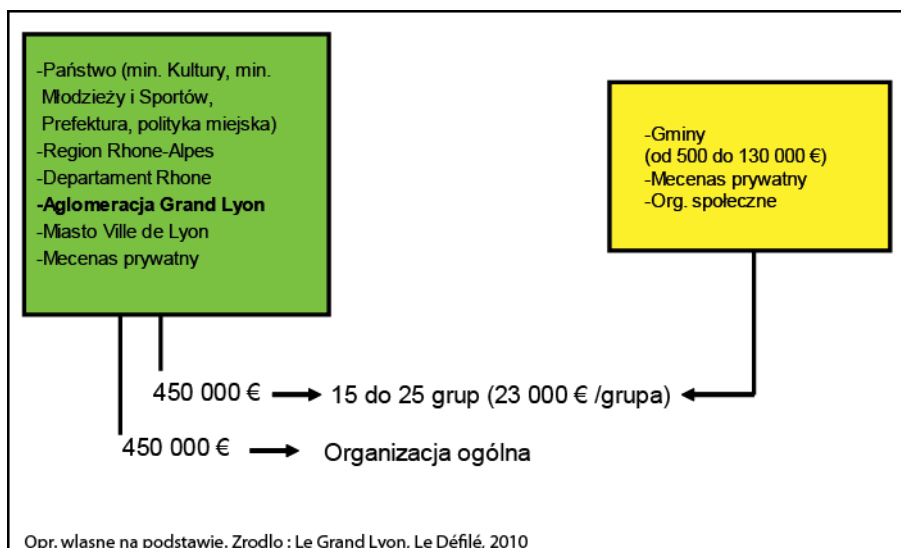 -Państwo (min. Kultury, min.
Młodzieży i Sportów,
Prefektura, polityka miejska)
-Region Rhone-Alpes
-Departament Rhone
-Aglomeracja Grand Lyon
-Miasto Ville de Lyon
-Mecenas prywatny
-Gminy
(od 500 do 130 000 €)
-Mecenas prywatny
-Org. społeczne
450 000 €
15 do 25 grup (23 000 € /grupa)
450 000 €
Organizacja ogólna
Opr. wlasne na podstawie. Zrodlo : Le Grand Lyon, Le Défilé, 2010